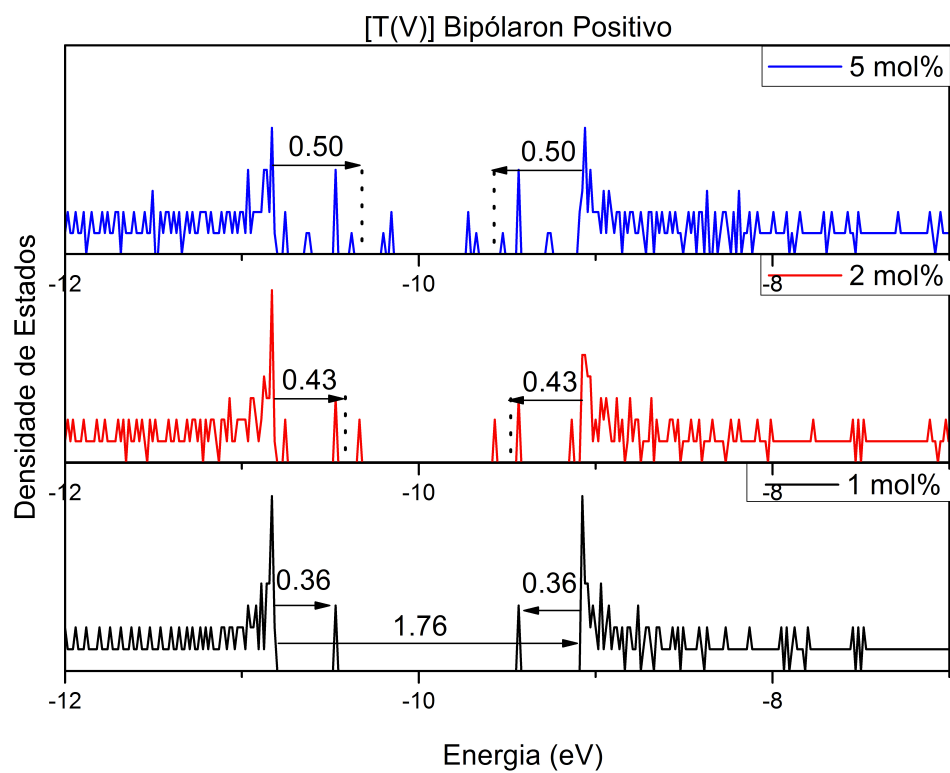 [T(V)] Bipólaron Positivo
5 mol%
0.50
0.50
-12
-10
-8
2 mol%
0.43
0.43
-12
-10
-8
1 mol%
0.36
0.36
1.76
-12
-10
-8
Densidade de Estados
Energia (eV)